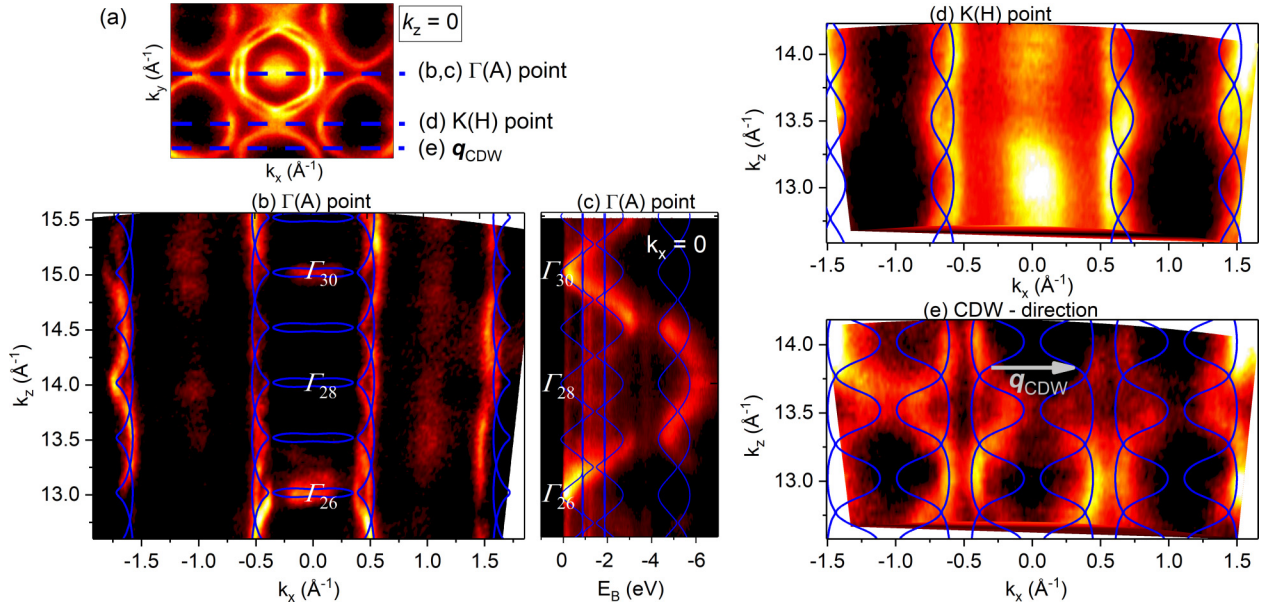 (a)
k_z = 0
k_y (Å⁻¹)
k_x (Å⁻¹)
(b,c) Γ(A) point
(d) K(H) point
(e) q_CDW
(b) Γ(A) point
15.5
15.0
14.5
14.0
13.5
13.0
k_z (Å⁻¹)
Γ₃₀
Γ₂₈
Γ₂₆
-1.5 -1.0 -0.5 0.0 0.5 1.0 1.5
k_x (Å⁻¹)
(c) Γ(A) point
k_x = 0
Γ₃₀
Γ₂₈
Γ₂₆
0 -2 -4 -6
E_B (eV)
(d) K(H) point
14.0
13.5
13.0
k_z (Å⁻¹)
-1.5 -1.0 -0.5 0.0 0.5 1.0 1.5
k_x (Å⁻¹)
(e) CDW - direction
14.0
13.5
13.0
k_z (Å⁻¹)
q_CDW
-1.5 -1.0 -0.5 0.0 0.5 1.0 1.5
k_x (Å⁻¹)